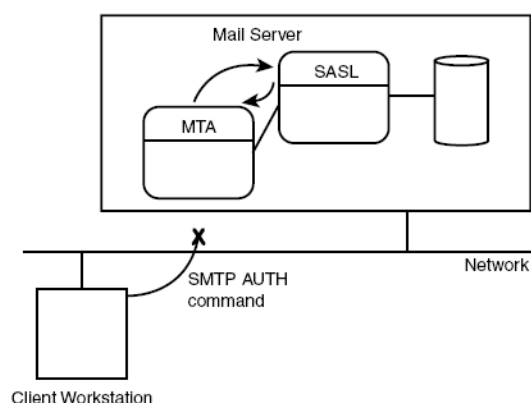 Mail Server
SASL
MTA
Network
SMTP AUTH
command
Client Workstation